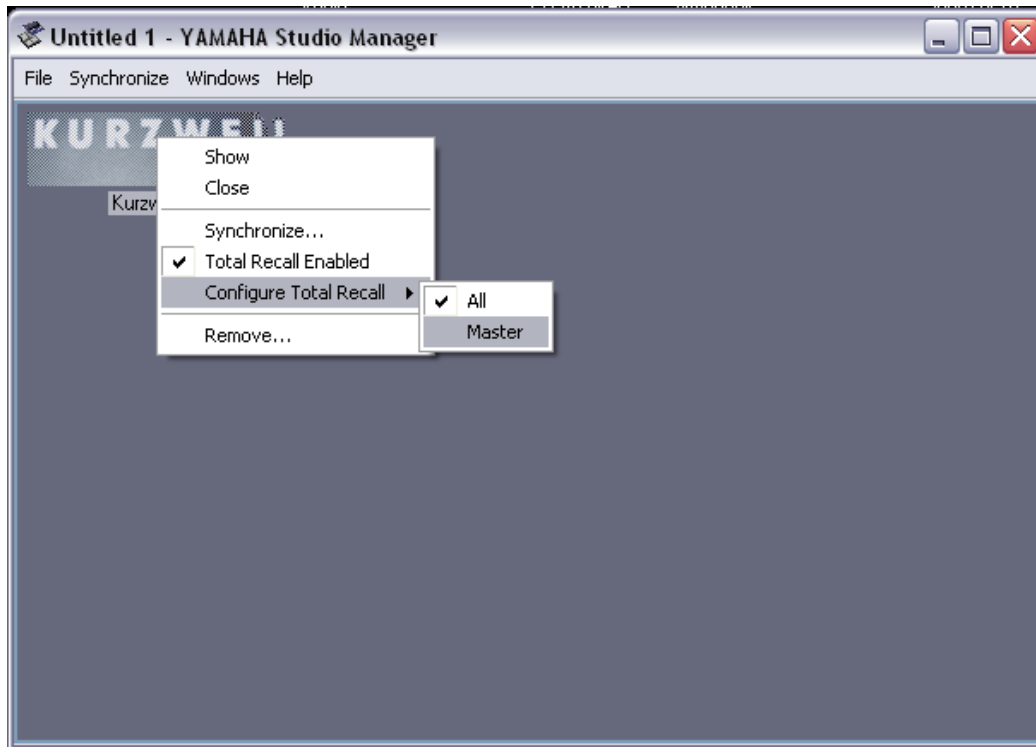 Untitled 1 - YAMAHA Studio Manager
File Synchronize Windows Help
KURZWEIL
Show
Close
Synchronize...
Total Recall Enabled
Configure Total Recall
All
Master
Remove...